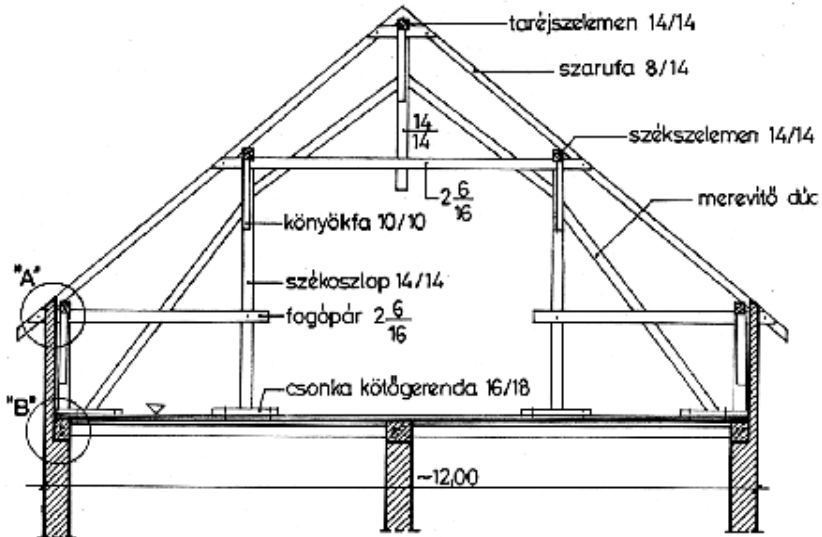 taréjszelemen 14/14
szarufa 8/14
14/14
székszelemen 14/14
2 6/16
merevítő dúc
könyökfa 10/10
"A"
székoszlop 14/14
fogópár 2 6/16
csonka kötőgerenda 16/18
"B"
~12,00